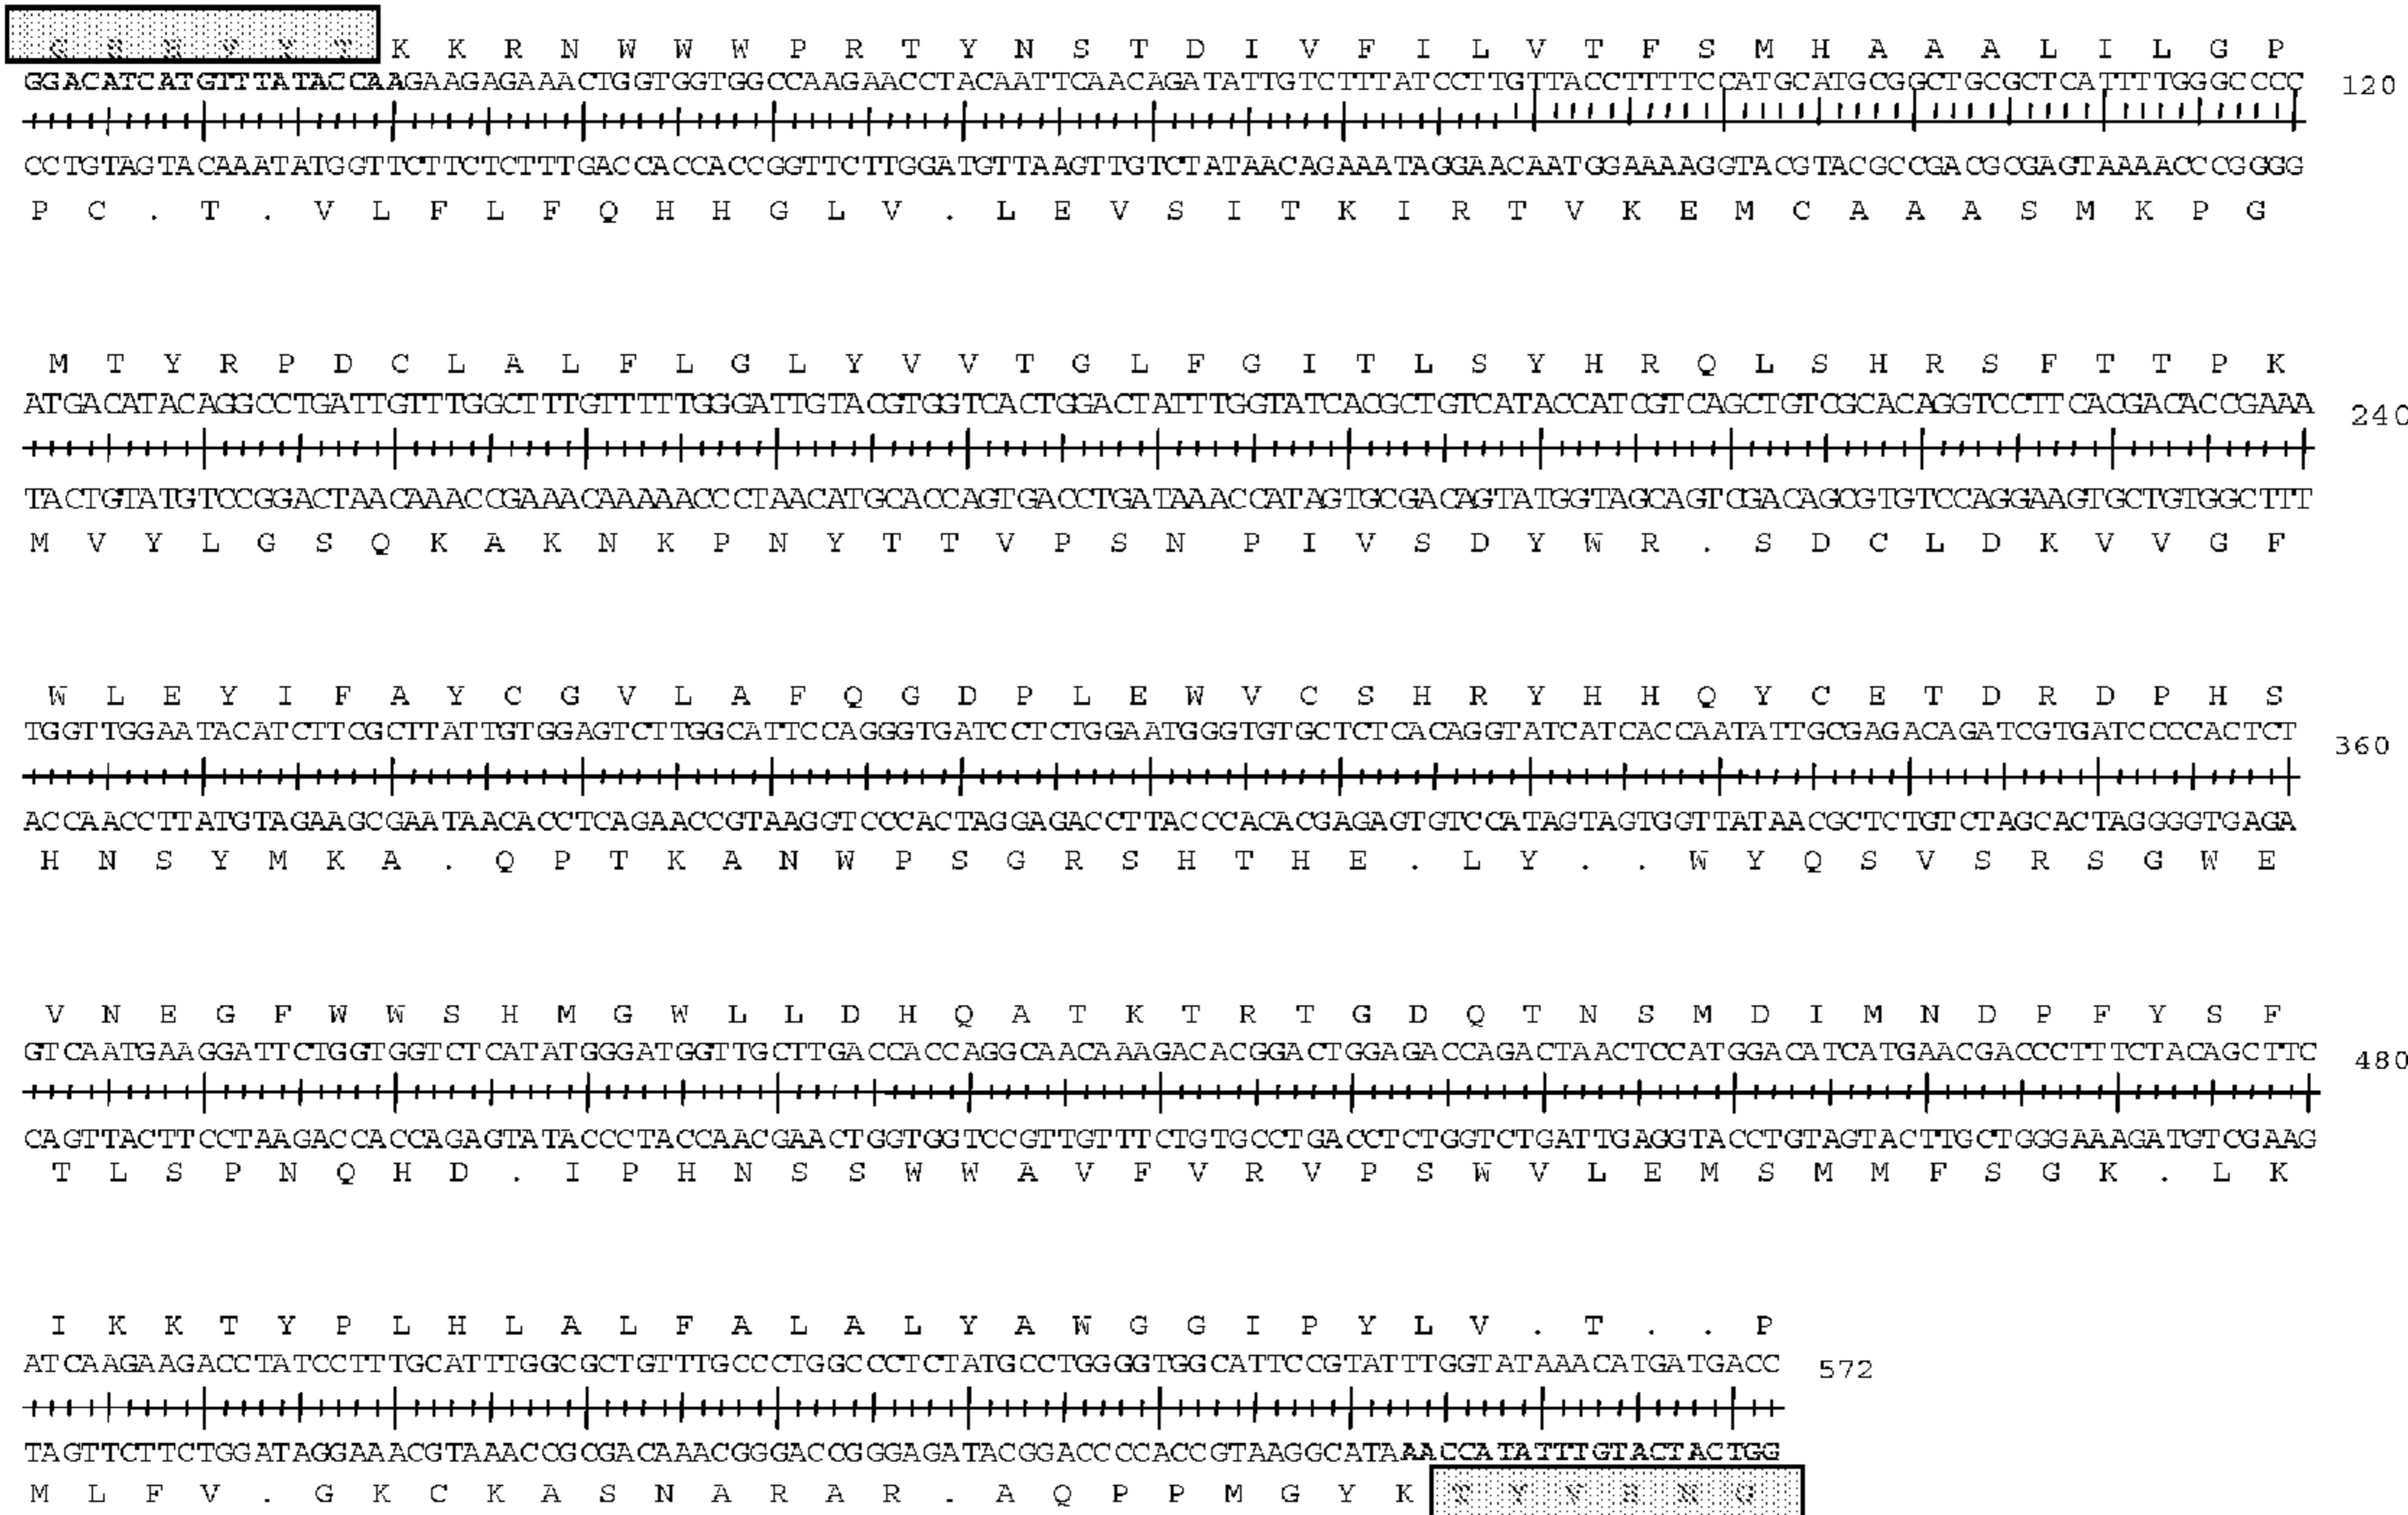 G H H V Y T K K R N W W W P R T Y N S T D I V F I L V T F S M H A A A L I L G P
GGACATCATGTTTATACCAAGAAGAGAAACTGGTGGTGGCCAAGAACCTACAATTCAACAGATATTGTCTTTATCCTTGTTACCTTTTCCATGCATGCGGCTGCGCTCATTTTGGGCCCC 120
CCTGTAGTACAAATATGGTTCTTCTCTTTGACCACCACCGGTTCTTGGATGTTAAGTTGTCTATAACAGAAATAGGAACAATGGAAAAGGTACGTACGCCGACGCGAGTAAAACCCGGGG
P C . T . V L F L F Q H H G L V . L E V S I T K I R T V K E M C A A A S M K P G
M T Y R P D C L A L F L G L Y V V T G L F G I T L S Y H R Q L S H R S F T T P K
ATGACATACAGGCCTGATTGTTTGGCTTTGTTTTTGGGATTGTACGTGGTCACTGGACTATTTGGTATCACGCTGTCATACCATCGTCAGCTGTCGCACAGGTCCTTCACGACACCGAAA 240
TACTGTATGTCCGGACTAACAAACCGAAACAAAAACCCTAACATGCACCAGTGACCTGATAAACCATAGTGCGACAGTATGGTAGCAGTCGACAGCGTGTCCAGGAAGTGCTGTGGCTTT
M V Y L G S Q K A K N K P N Y T T V P S N P I V S D Y W R . S D C L D K V V G F
W L E Y I F A Y C G V L A F Q G D P L E W V C S H R Y H H Q Y C E T D R D P H S
TGGTTGGAATACATCTTCGCTTATTGTGGAGTCTTGGCATTCCAGGGTGATCCTCTGGAATGGGTGTGCTCTCACAGGTATCATCACCAATATTGCGAGACAGATCGTGATCCCCACTCT 360
ACCAACCTTATGTAGAAGCGAATAACACCTCAGAACCGTAAGGTCCCACTAGGAGACCTTACCCACACGAGAGTGTCCATAGTAGTGGTTATAACGCTCTGTCTAGCACTAGGGGTGAGA
H N S Y M K A . Q P T K A N W P S G R S H T H E . L Y . . W Y Q S V S R S G W E
V N E G F W W S H M G W L L D H Q A T K T R T G D Q T N S M D I M N D P F Y S F
GTCAATGAAGGATTCTGGTGGTCTCATATGGGATGGTTGCTTGACCACCAGGCAACAAAGACACGGACTGGAGACCAGACTAACTCCATGGACATCATGAACGACCCTTTCTACAGCTTC 480
CAGTTACTTCCTAAGACCACCAGAGTATACCCTACCAACGAACTGGTGGTCCGTTGTTTCTGTGCCTGACCTCTGGTCTGATTGAGGTACCTGTAGTACTTGCTGGGAAAGATGTCGAAG
T L S P N Q H D . I P H N S S W W A V F V R V P S W V L E M S M M F S G K . L K
I K K T Y P L H L A L F A L A L Y A W G G I P Y L V . T . . P
ATCAAGAAGACCTATCCTTTGCATTTGGCGCTGTTTGCCCTGGCCCTCTATGCCTGGGGTGGCATTCCGTATTTGGTATAAACATGATGACC 572
TAGTTCTTCTGGATAGGAAACGTAAACCGCGACAAACGGGACCGGGAGATACGGACCCCACCGTAAGGCATAAACCATATTTGTACTACTGG
M L F V . G K C K A S N A R A R . A Q P P M G Y K T Y V H H G